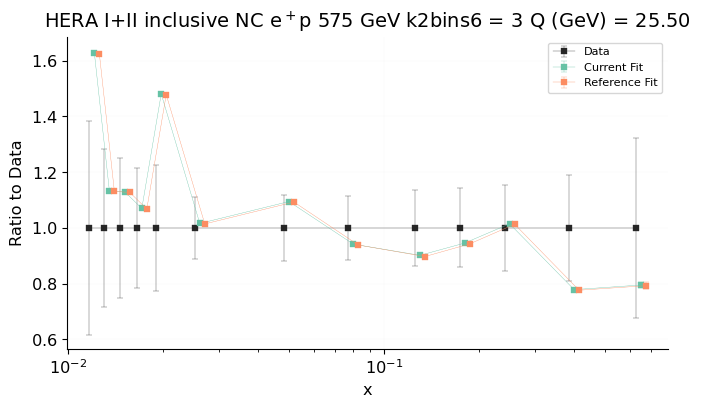 HERA I+II inclusive NC e⁺p 575 GeV k2bins6 = 3 Q (GeV) = 25.50
Data
Current Fit
Reference Fit
Ratio to Data
1.6
1.4
1.2
1.0
0.8
0.6
10⁻²
10⁻¹
x